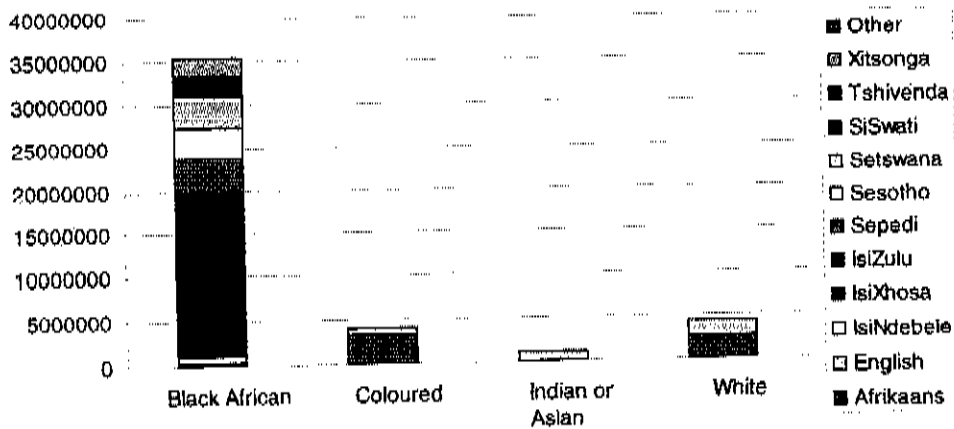 40000000
35000000
30000000
25000000
20000000
15000000
10000000
5000000
0
Black African
Coloured
Indian or
Asian
White
Other
Xitsonga
Tshivenda
SiSwati
Setswana
Sesotho
Sepedi
IsiZulu
IsiXhosa
IsiNdebele
English
Afrikaans